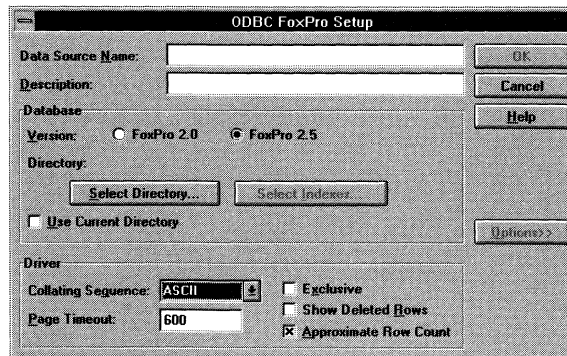 ODBC FoxPro Setup
Data Source Name:
OK
Description:
Cancel
Database
Help
Version: FoxPro 2.0 FoxPro 2.5
Directory:
Select Directory... Select Indexes...
Use Current Directory
Options>>
Driver
Collating Sequence: ASCII
Exclusive
Show Deleted Rows
Page Timeout: 600
Approximate Row Count